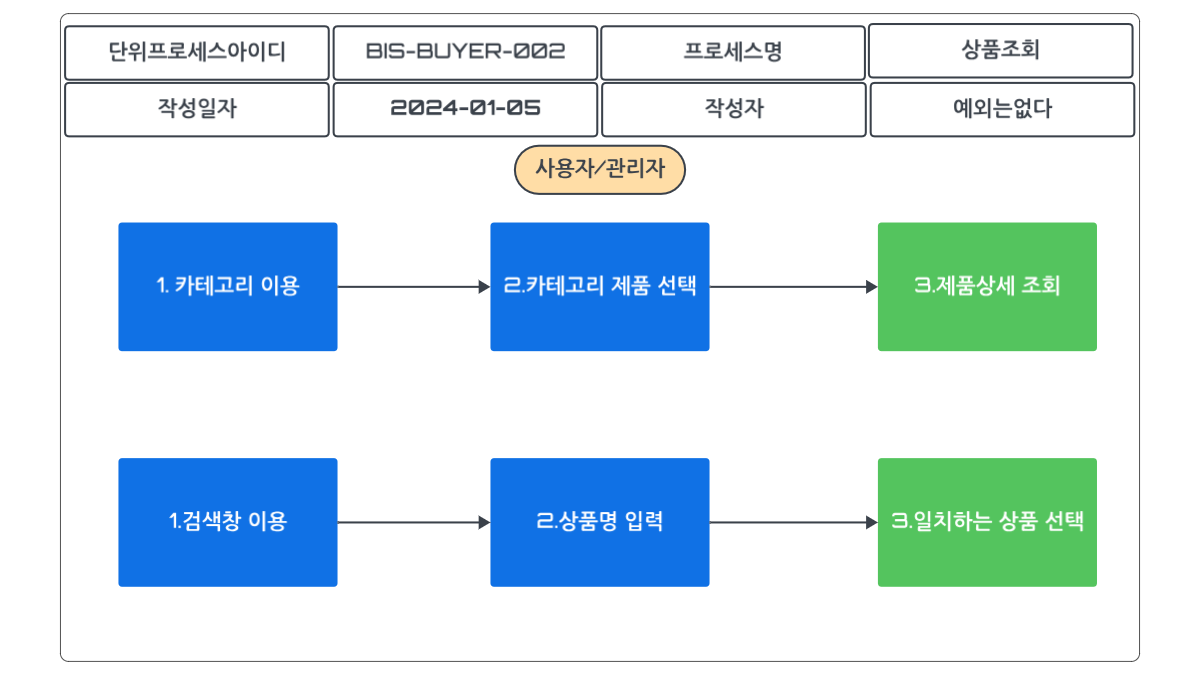 단위프로세스아이디
BIS-BUYER-002
프로세스명
상품조회
작성일자
2024-01-05
작성자
예외는없다
사용자/관리자
1. 카테고리 이용
2.카테고리 제품 선택
3.제품상세 조회
1.검색창 이용
2.상품명 입력
3.일치하는 상품 선택